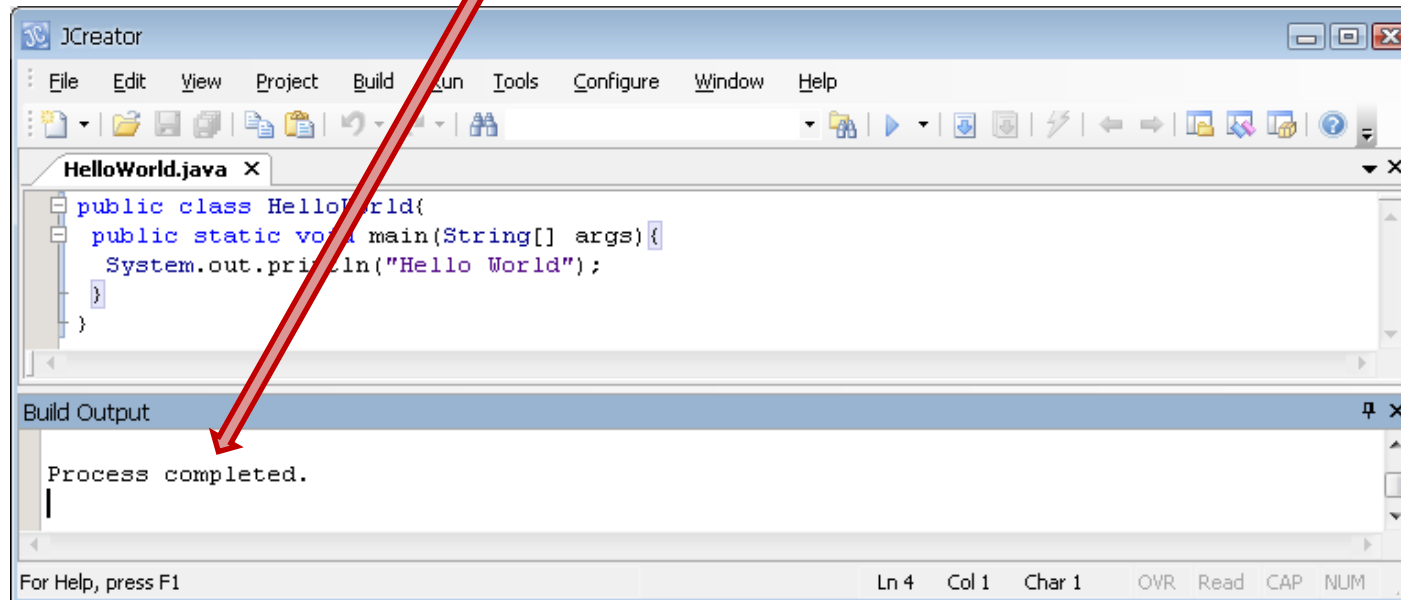 JCreator
File Edit View Project Build Run Tools Configure Window Help
HelloWorld.java
public class HelloWorld{
public static void main(String[] args){
System.out.println("Hello World");
}
}
Build Output
Process completed.
For Help, press F1 Ln 4 Col 1 Char 1 OVR Read CAP NUM